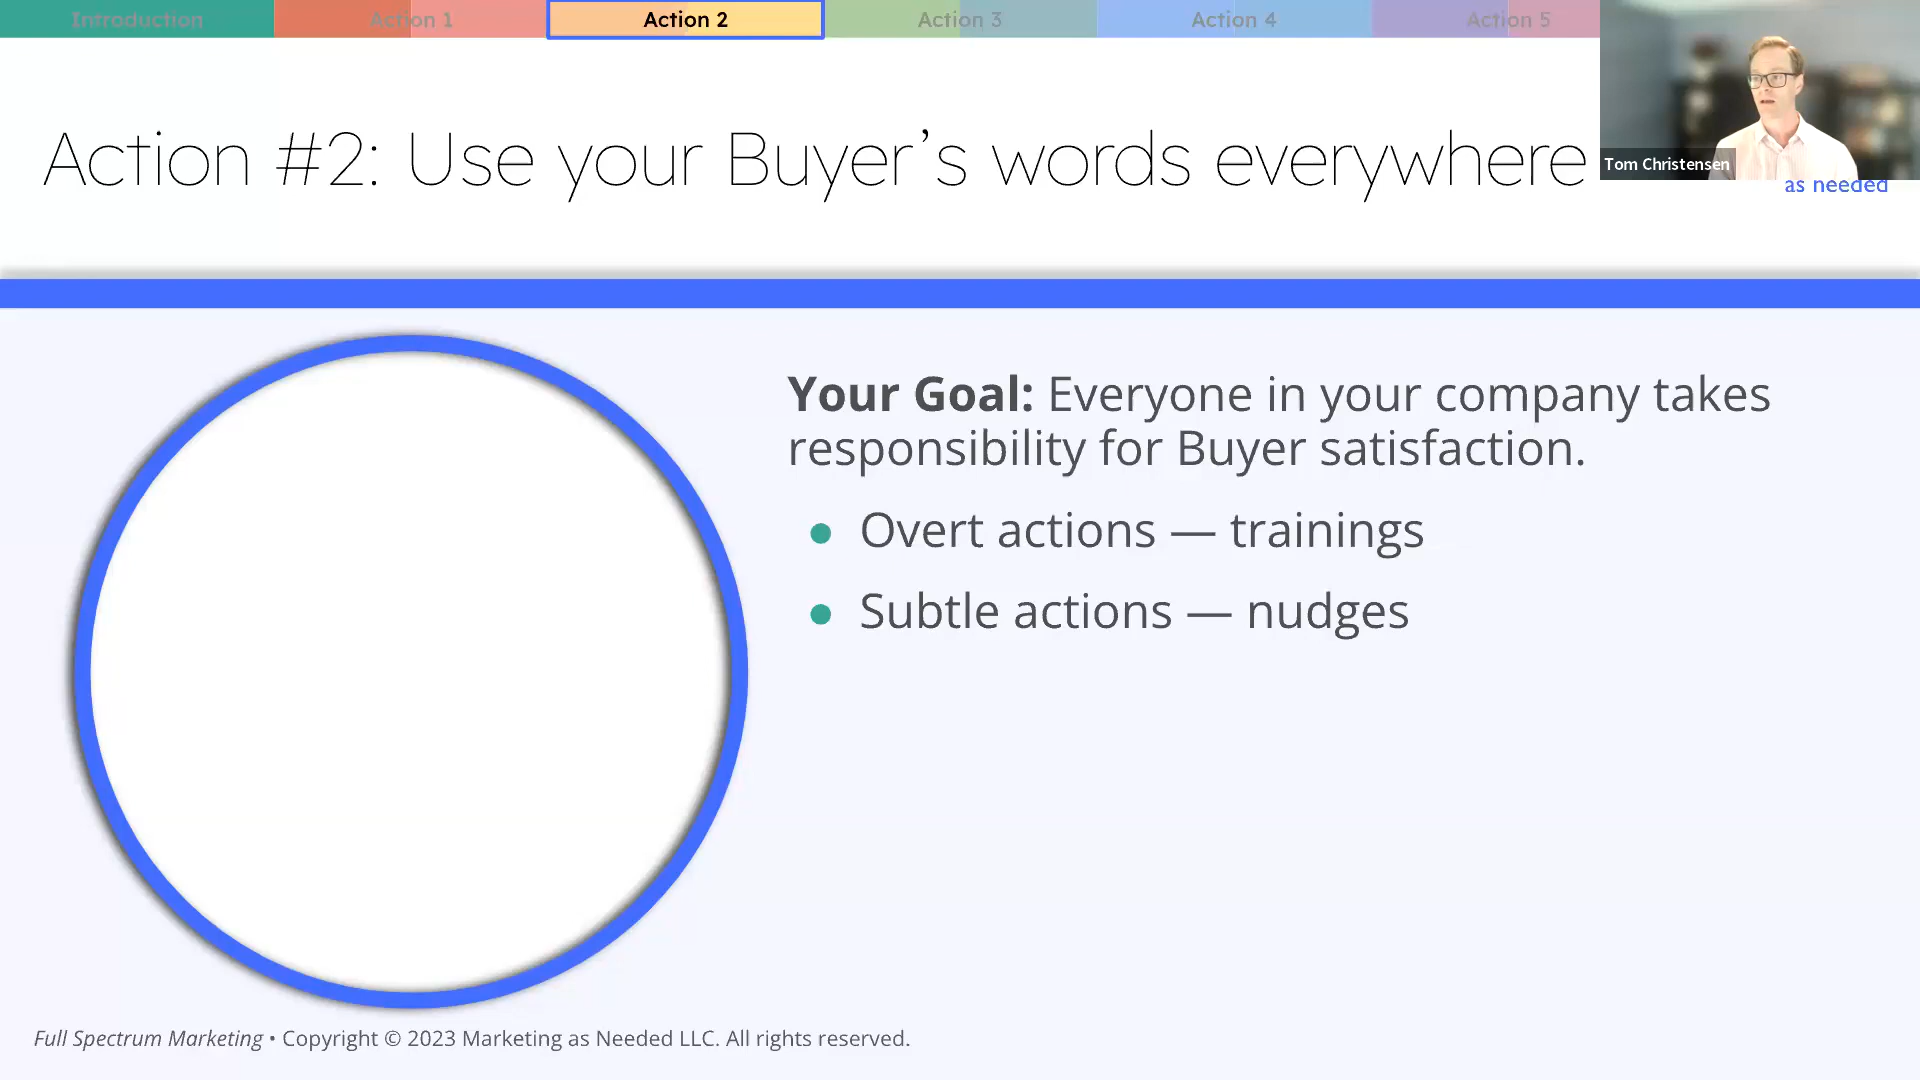 Introduction
Action 1
Action 2
Action 3
Action 4
Action 5
Action #2: Use your Buyer’s words everywhere
Tom Christensen
as needed
Your Goal: Everyone in your company takes
responsibility for Buyer satisfaction.
● Overt actions — trainings
● Subtle actions — nudges
Full Spectrum Marketing • Copyright © 2023 Marketing as Needed LLC. All rights reserved.